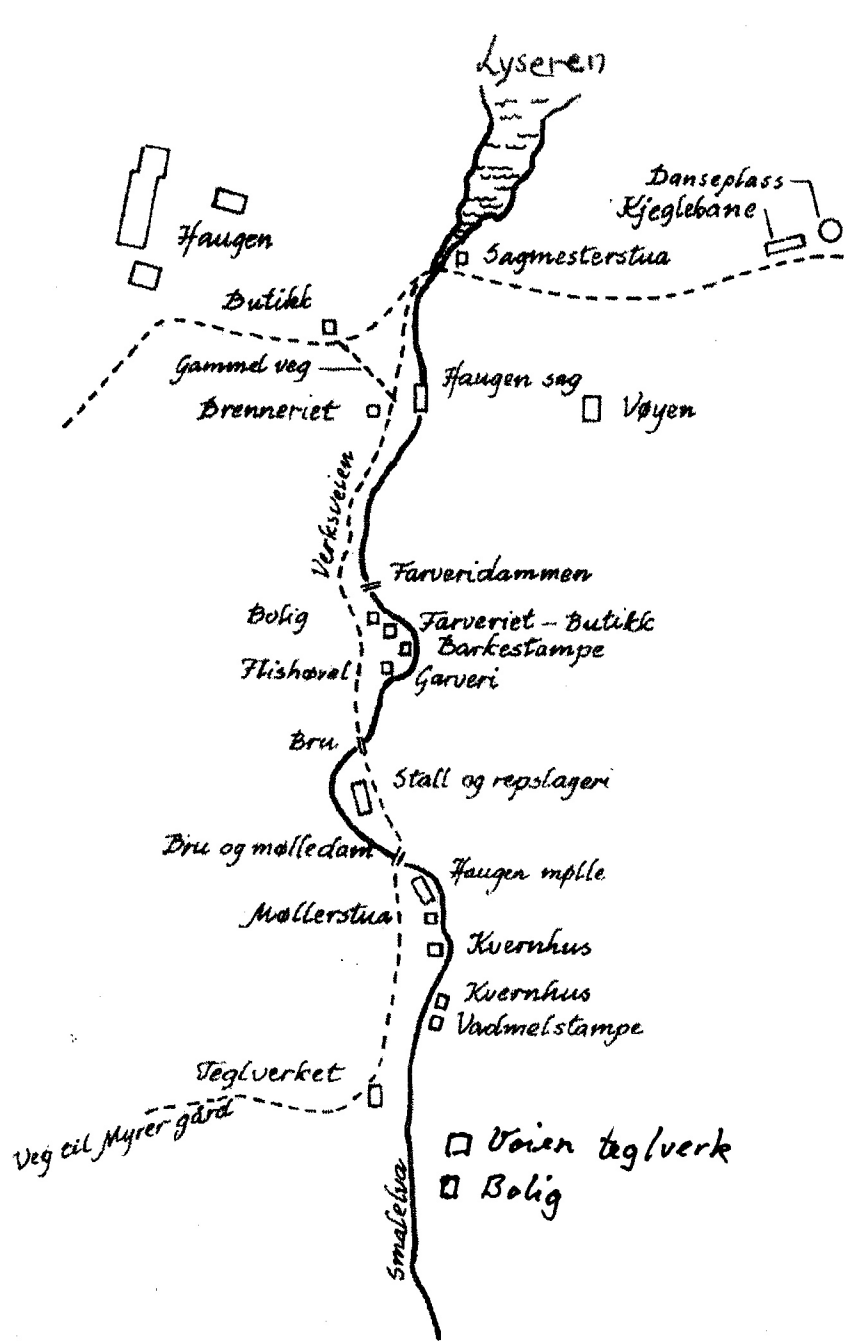 Lyseren
Danseplass
Kjeglebane
Haugen
Sagmesterstua
Butikk
Gammel veg
Haugen sag
Brenneriet
Vøyen
Verksveien
Farveridammen
Bolig
Farveriet - Butikk
Barkestampe
Flishøvel
Garveri
Bru
Stall og repslageri
Bru og mølledam
Haugen mølle
Møllerstua
Kvernhus
Kvernhus
Vadmelstampe
Teglverket
Veg til Myrer gård
Voien teglverk
Bolig
Smalelva